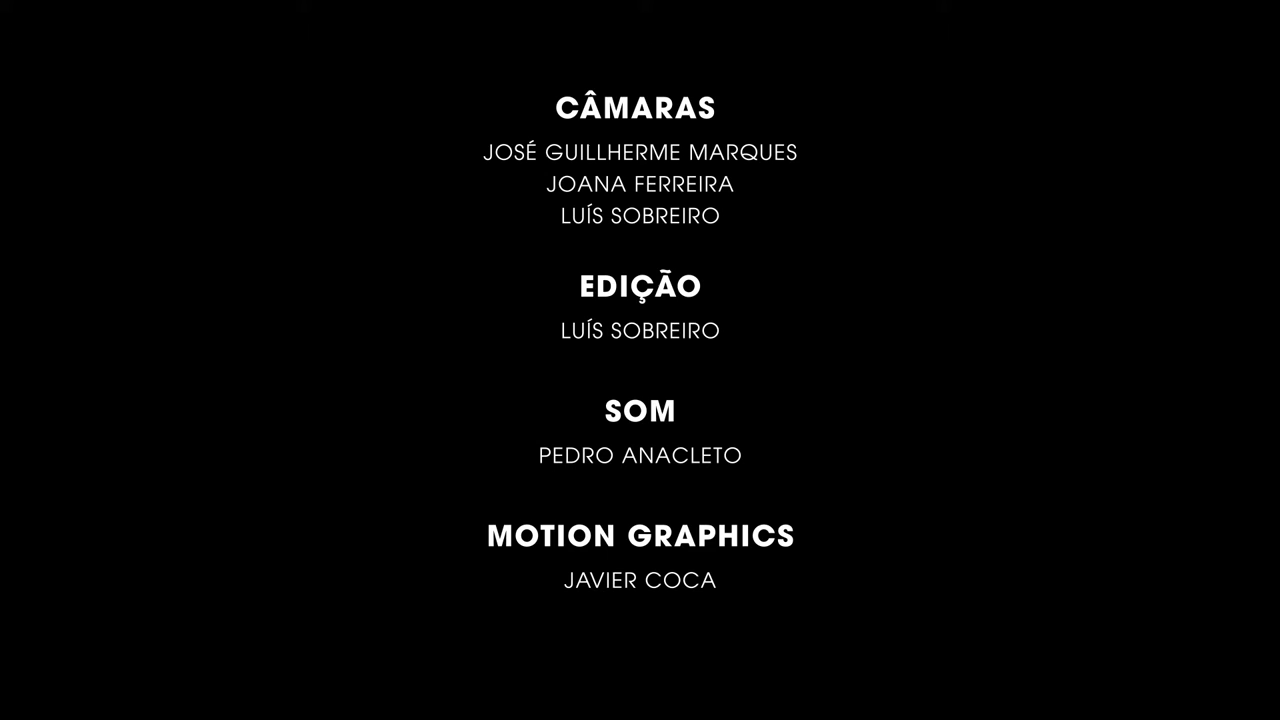 CÂMARAS
JOSÉ GUILLHERME MARQUES
JOANA FERREIRA
LUÍS SOBREIRO
EDIÇÃO
LUÍS SOBREIRO
SOM
PEDRO ANACLETO
MOTION GRAPHICS
JAVIER COCA